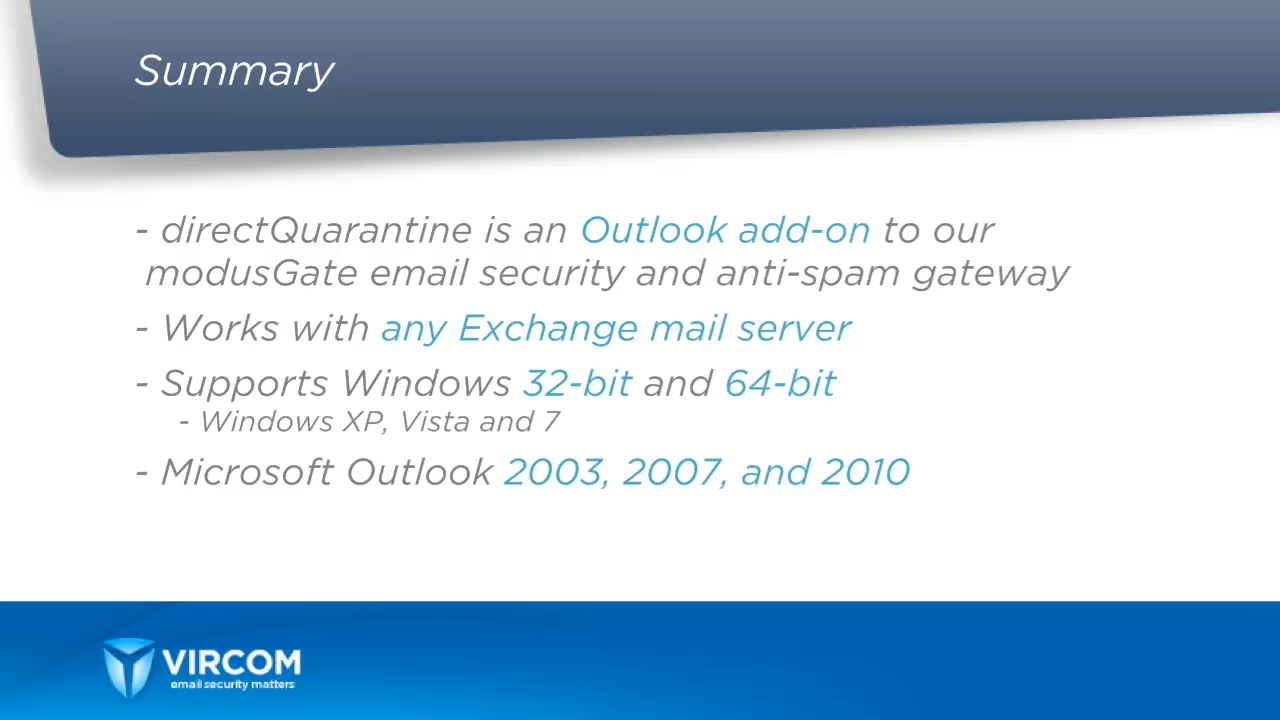 Summary
- directQuarantine is an Outlook add-on to our
modusGate email security and anti-spam gateway
- Works with any Exchange mail server
- Supports Windows 32-bit and 64-bit
- Windows XP, Vista and 7
- Microsoft Outlook 2003, 2007, and 2010
VIRCOM
email security matters